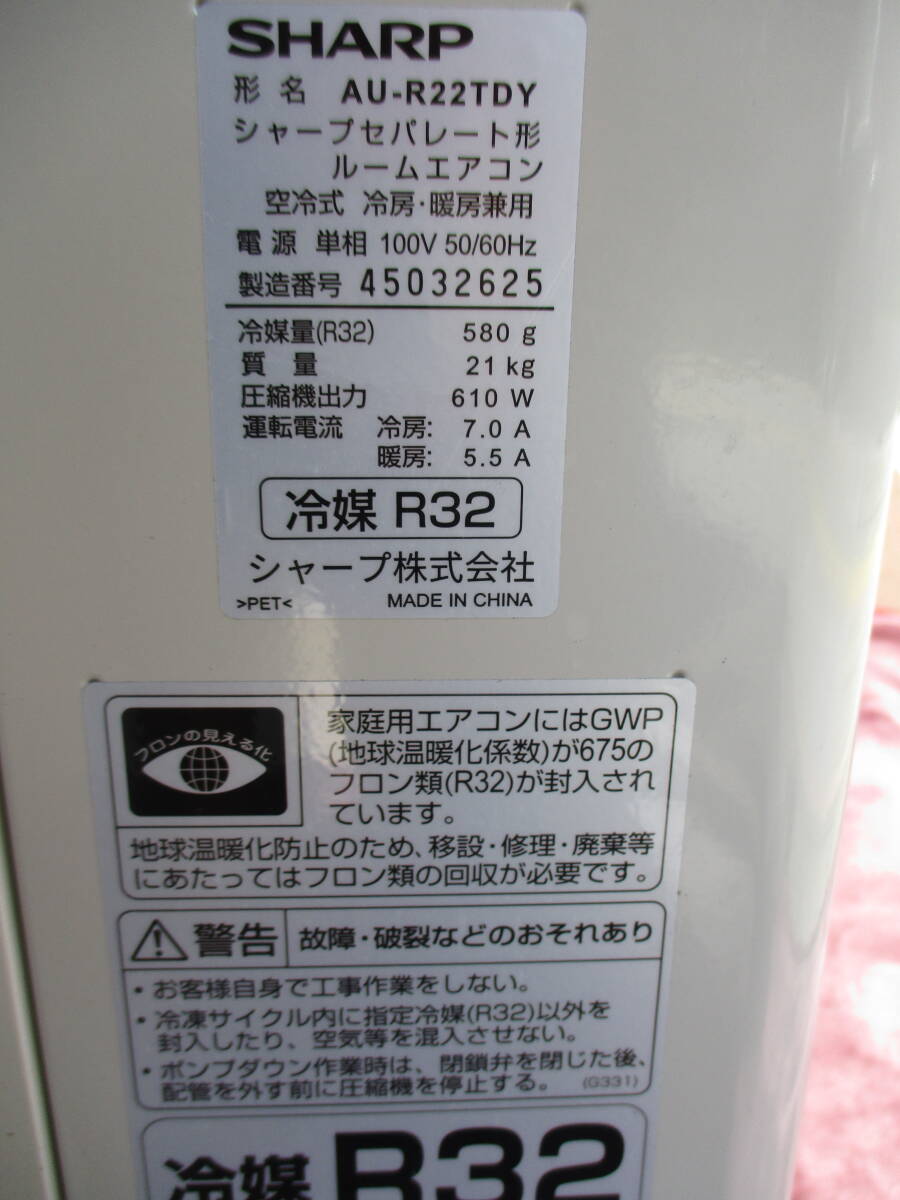 SHARP
形名 AU-R22TDY
シャープセパレート形
ルームエアコン
空冷式 冷房・暖房兼用
電源 単相 100V 50/60Hz
製造番号 45032625
冷媒量(R32) 580 g
質量 21 kg
圧縮機出力 610 W
運転電流 冷房: 7.0 A
暖房: 5.5 A
冷媒 R32
シャープ株式会社
>PET< MADE IN CHINA
フロンの見える化
家庭用エアコンにはGWP
(地球温暖化係数)が675の
フロン類(R32)が封入され
ています。
地球温暖化防止のため、移設・修理・廃棄等
にあたってはフロン類の回収が必要です。
警告 故障・破裂などのおそれあり
・お客様自身で工事作業をしない。
・冷凍サイクル内に指定冷媒(R32)以外を
封入したり、空気等を混入させない。
・ポンプダウン作業時は、閉鎖弁を閉じた後、
配管を外す前に圧縮機を停止する。 (G331)
冷媒 R32